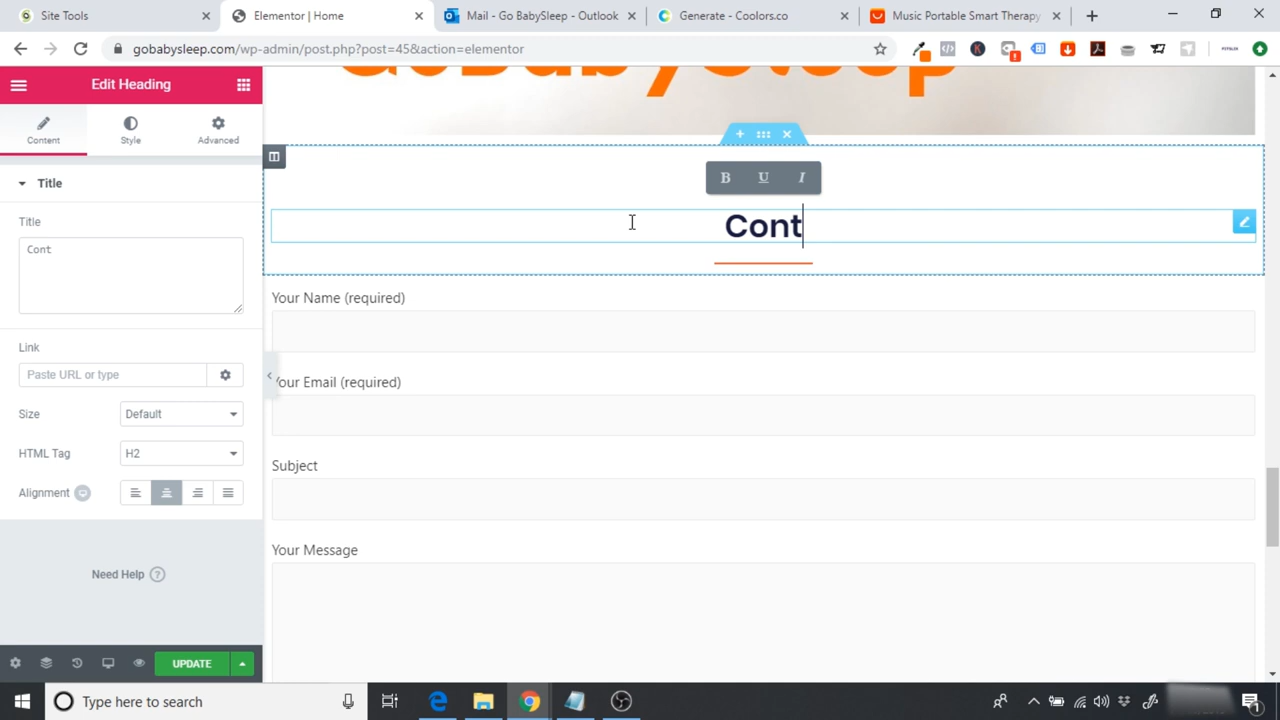 Site Tools
Elementor | Home
Mail - Go BabySleep - Outlook
Generate - Coolors.co
Music Portable Smart Therapy
gobabysleep.com/wp-admin/post.php?post=45&action=elementor
Edit Heading
GoBabySleep
Content
Style
Advanced
Title
B U I
Title
Cont
Cont
Your Name (required)
Link
Paste URL or type
Your Email (required)
Size
Default
HTML Tag
H2
Subject
Alignment
Your Message
Need Help ?
UPDATE
Type here to search
1